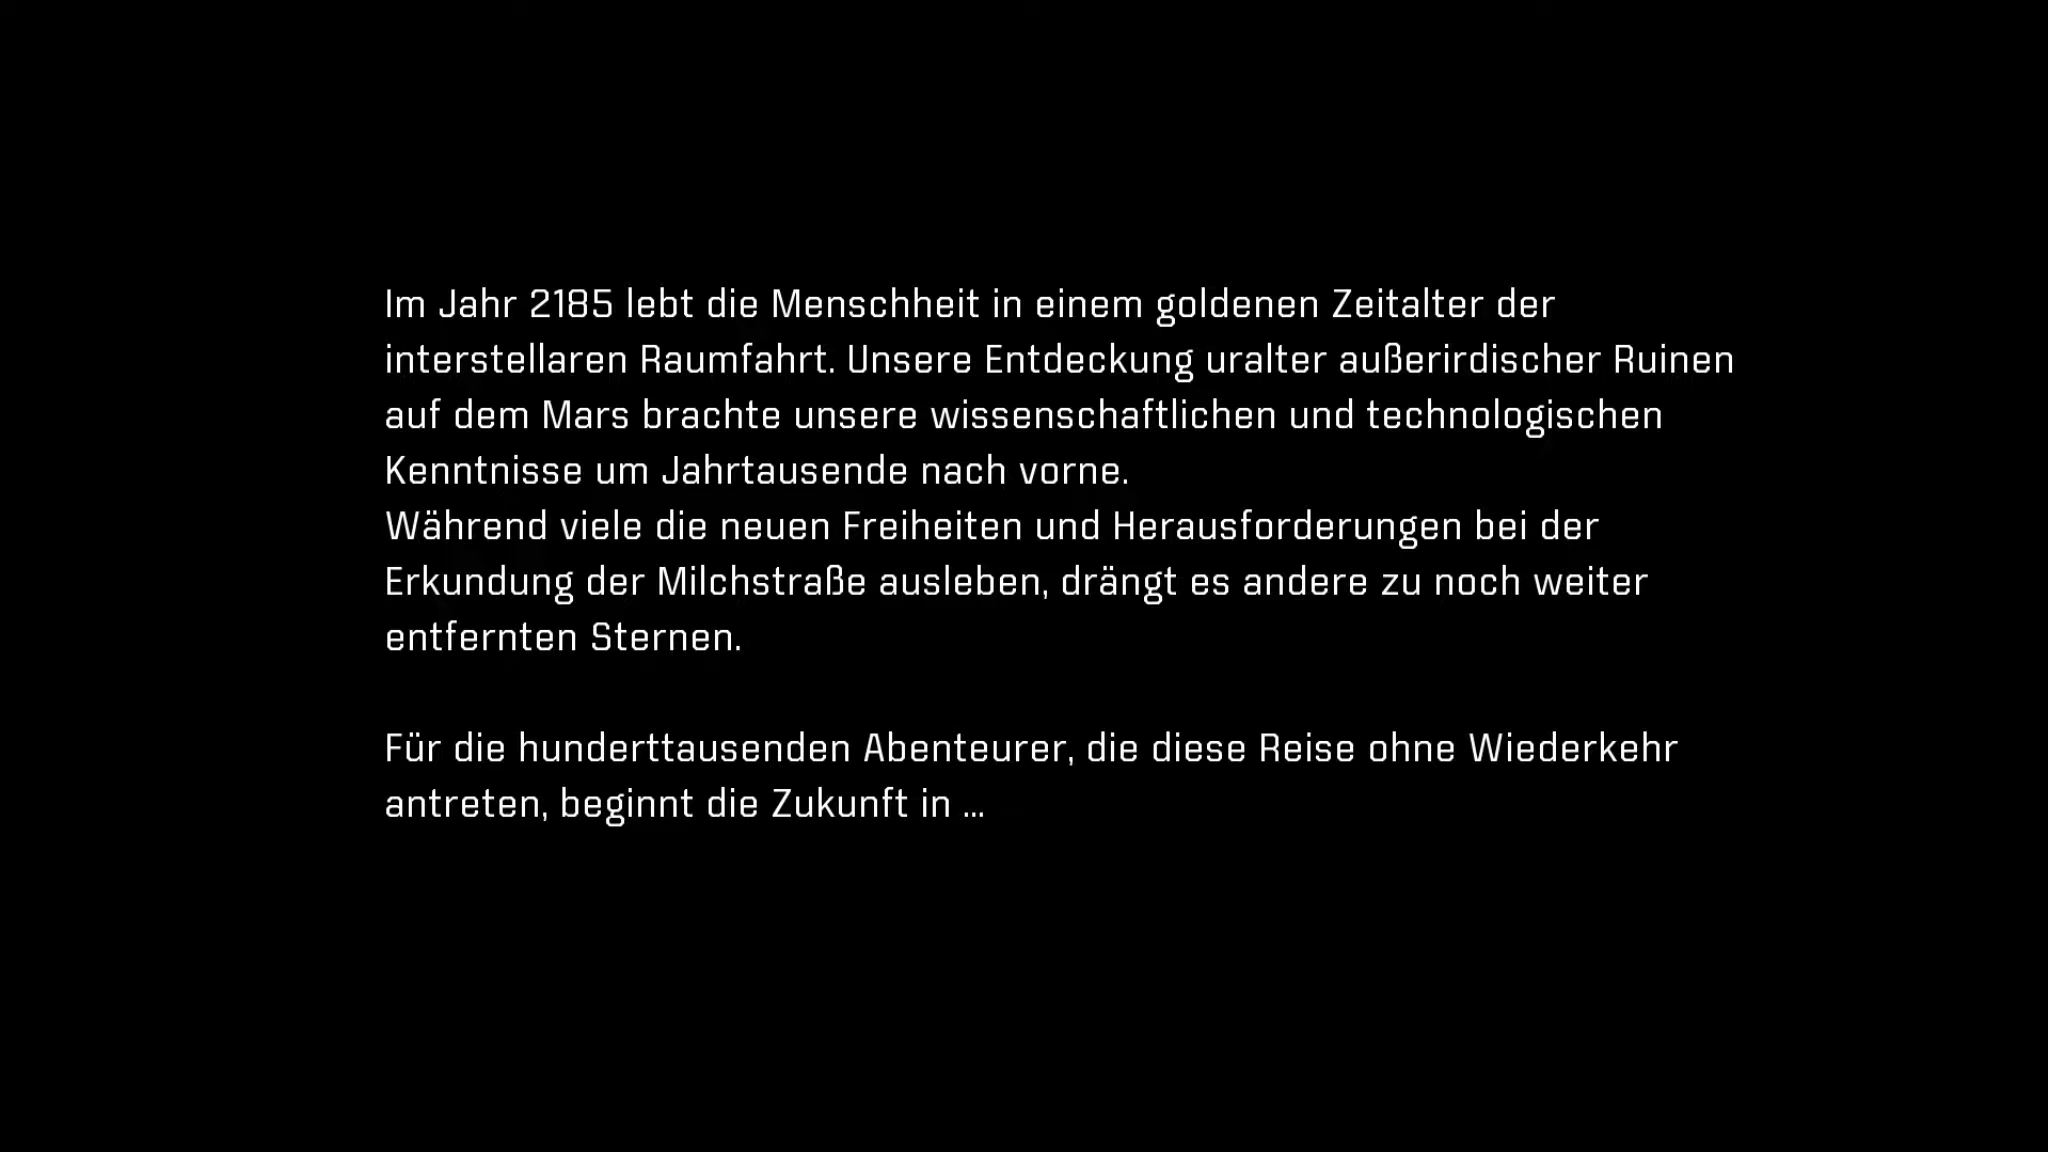 Im Jahr 2185 lebt die Menschheit in einem goldenen Zeitalter der
interstellaren Raumfahrt. Unsere Entdeckung uralter außerirdischer Ruinen
auf dem Mars brachte unsere wissenschaftlichen und technologischen
Kenntnisse um Jahrtausende nach vorne.
Während viele die neuen Freiheiten und Herausforderungen bei der
Erkundung der Milchstraße ausleben, drängt es andere zu noch weiter
entfernten Sternen.
Für die hunderttausenden Abenteurer, die diese Reise ohne Wiederkehr
antreten, beginnt die Zukunft in ...